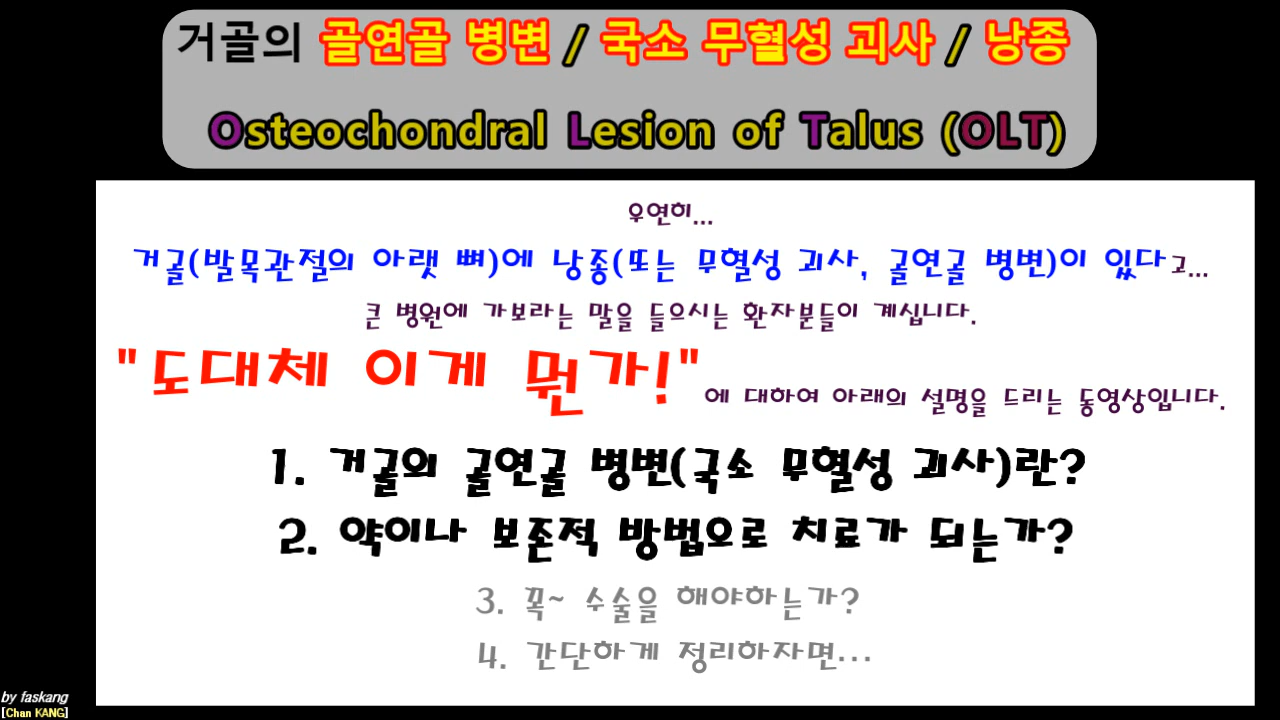 거골의 골연골 병변 / 국소 무혈성 괴사 / 낭종
Osteochondral Lesion of Talus (OLT)
우연히...
거골(발목관절의 아랫 뼈)에 낭종(또는 무혈성 괴사, 골연골 병변)이 있다고...
큰 병원에 가보라는 말을 들으시는 환자분들이 계십니다.
"도대체 이게 뭔가!"에 대하여 아래의 설명을 드리는 동영상입니다.
1. 거골의 골연골 병변(국소 무혈성 괴사)란?
2. 약이나 보존적 방법으로 치료가 되는가?
3. 꼭~ 수술을 해야하는가?
4. 간단하게 정리하자면...
by faskang
[Chan KANG]